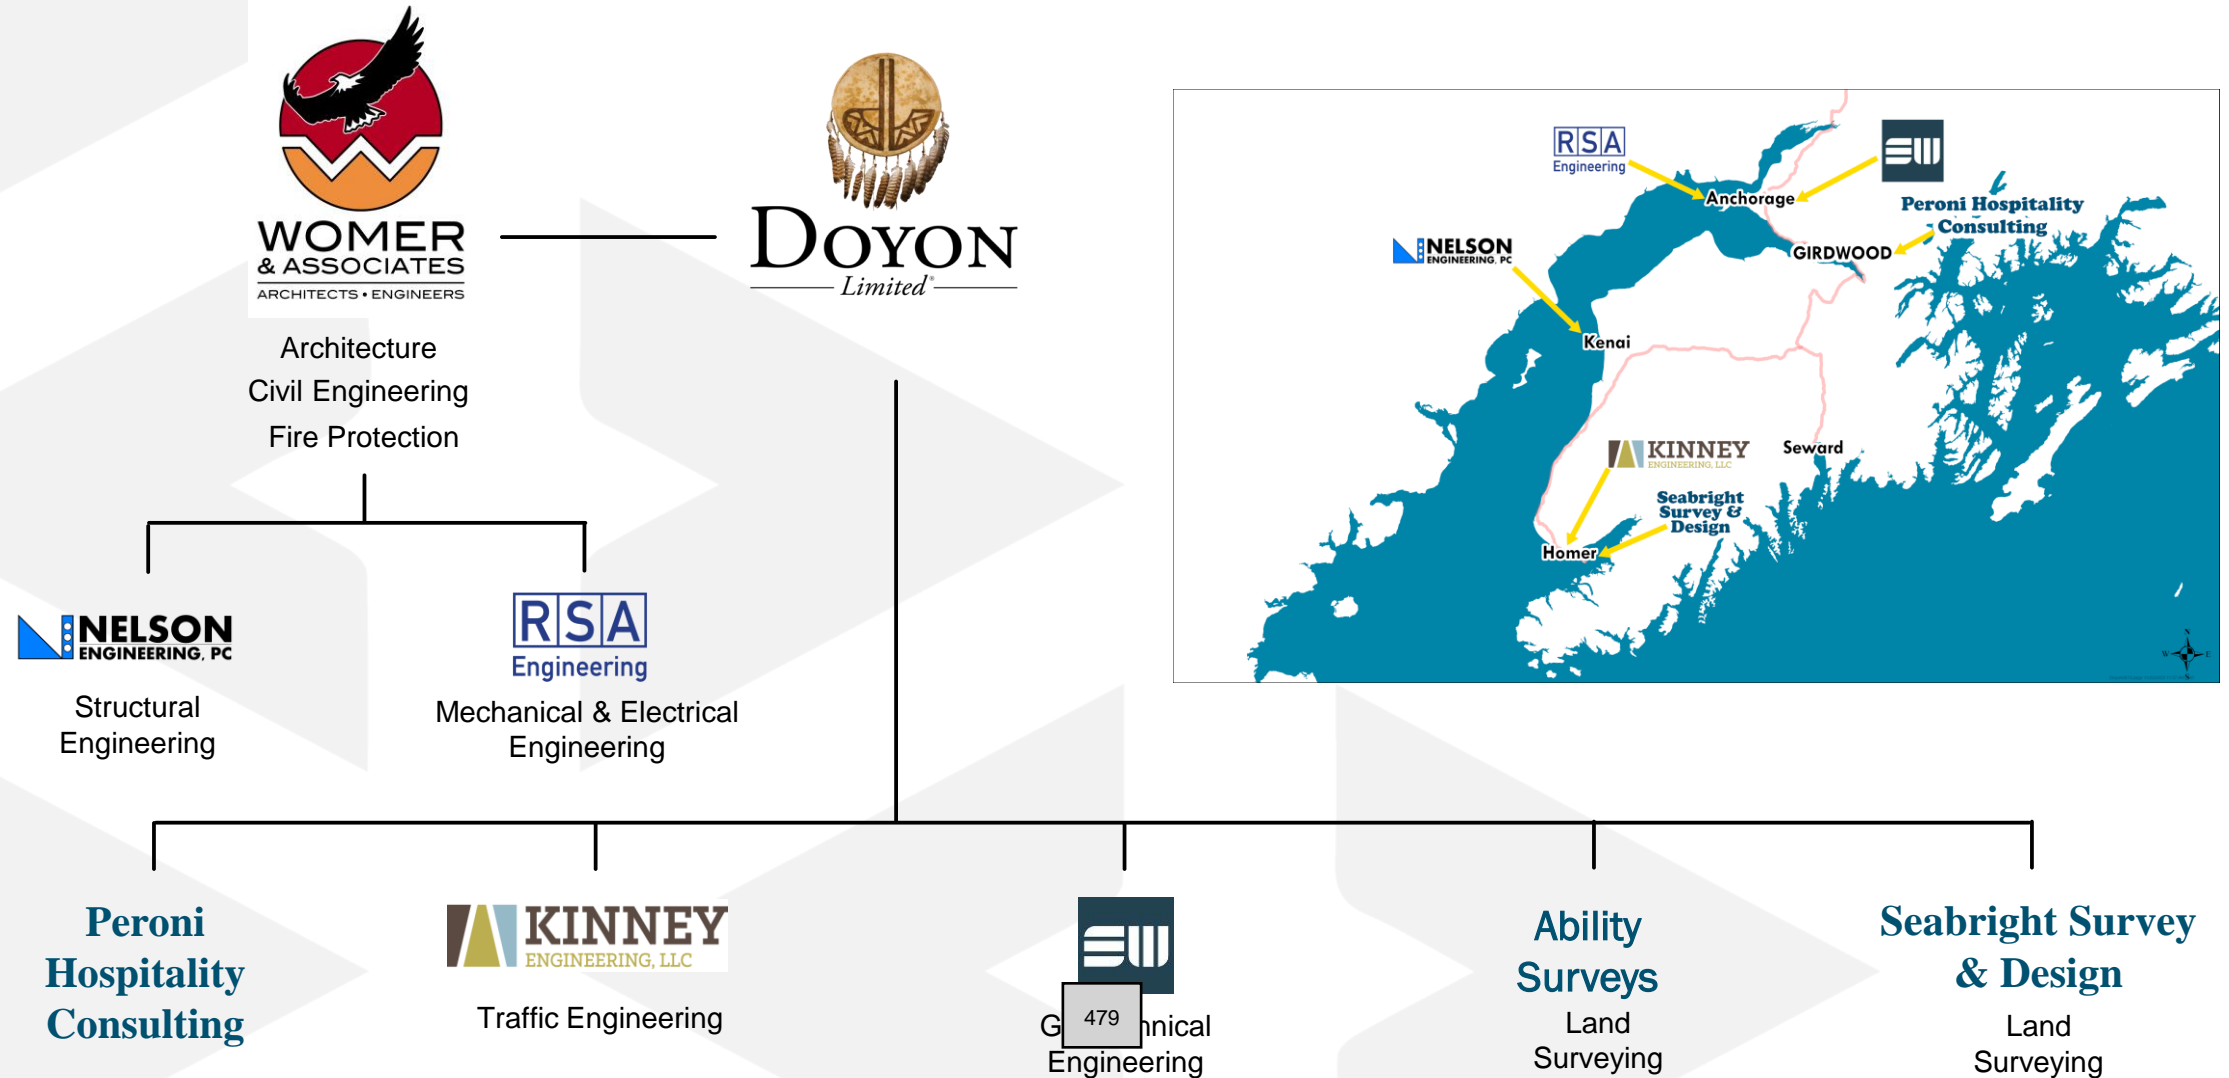 WOMER
& ASSOCIATES
ARCHITECTS • ENGINEERS
Architecture
Civil Engineering
Fire Protection
DOYON
Limited
RSA
Engineering
Anchorage
Peroni Hospitality
Consulting
GIRDWOOD
NELSON
ENGINEERING, PC
Kenai
KINNEY
ENGINEERING, LLC
Seward
Seabright
Survey &
Design
Homer
N
W
E
S
NELSON
ENGINEERING, PC
Structural
Engineering
RSA
Engineering
Mechanical & Electrical
Engineering
Peroni
Hospitality
Consulting
KINNEY
ENGINEERING, LLC
Traffic Engineering
479
Engineering
Ability
Surveys
Land
Surveying
Seabright Survey
& Design
Land
Surveying